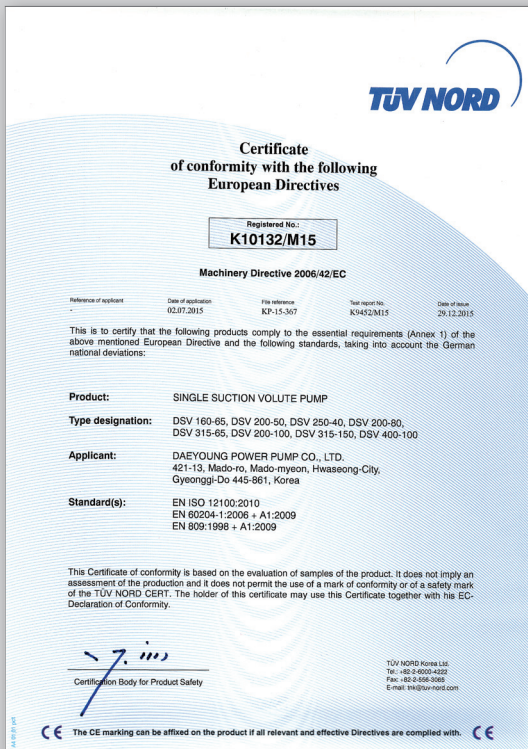 TÜV NORD
Certificate
of conformity with the following
European Directives
Registered No.:
K10132/M15
Machinery Directive 2006/42/EC
Reference of applicant
-
Date of application
02.07.2015
File reference
KP-15-367
Test report No.
K9452/M15
Date of issue
29.12.2015
This is to certify that the following products comply to the essential requirements (Annex 1) of the
above mentioned European Directive and the following standards, taking into account the German
national deviations:
Product: SINGLE SUCTION VOLUTE PUMP
Type designation: DSV 160-65, DSV 200-50, DSV 250-40, DSV 200-80,
DSV 315-65, DSV 200-100, DSV 315-150, DSV 400-100
Applicant: DAEYOUNG POWER PUMP CO., LTD.
421-13, Mado-ro, Mado-myeon, Hwaseong-City,
Gyeonggi-Do 445-861, Korea
Standard(s): EN ISO 12100:2010
EN 60204-1:2006 + A1:2009
EN 809:1998 + A1:2009
This Certificate of conformity is based on the evaluation of samples of the product. It does not imply an
assessment of the production and it does not permit the use of a mark of conformity or of a safety mark
of the TÜV NORD CERT. The holder of this certificate may use this Certificate together with his EC-
Declaration of Conformity.
Certification Body for Product Safety
TÜV NORD Korea Ltd.
Tel.: +82-2-6000-4222
Fax: +82-2-556-3065
E-mail: tnk@tuv-nord.com
CE The CE marking can be affixed on the product if all relevant and effective Directives are complied with. CE